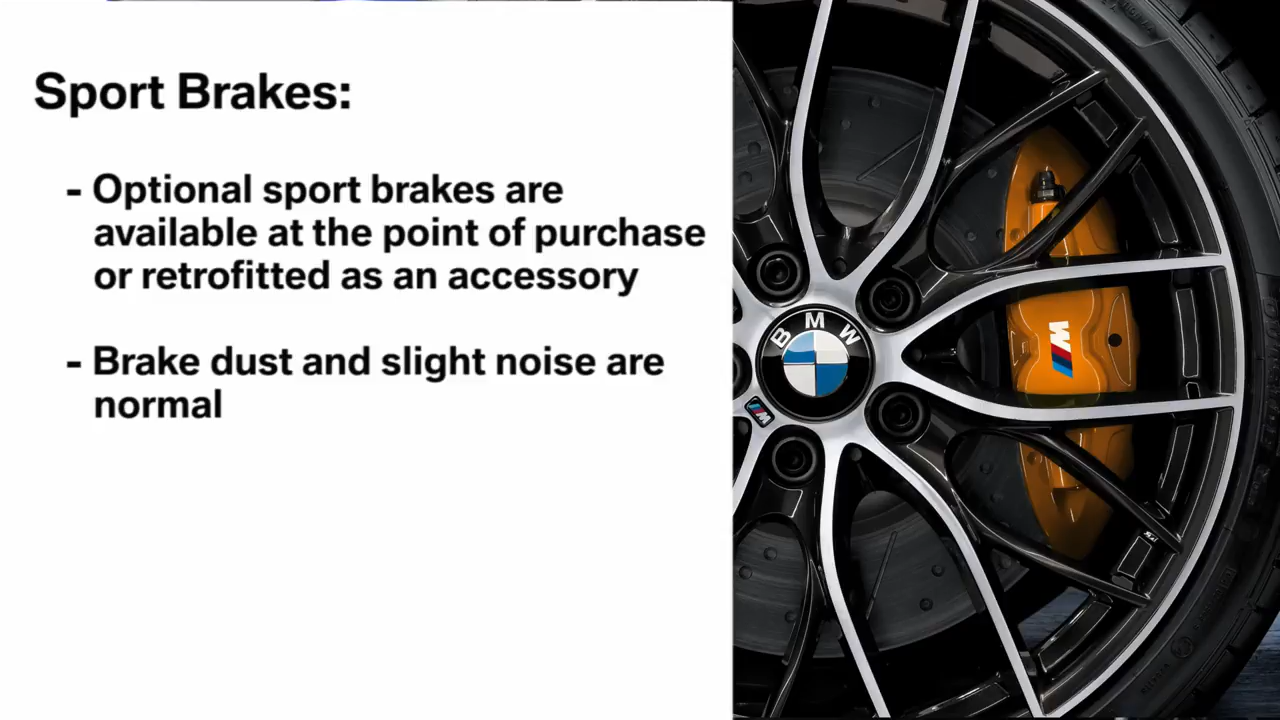 Sport Brakes:
- Optional sport brakes are
available at the point of purchase
or retrofitted as an accessory
- Brake dust and slight noise are
normal
BMW
M
M